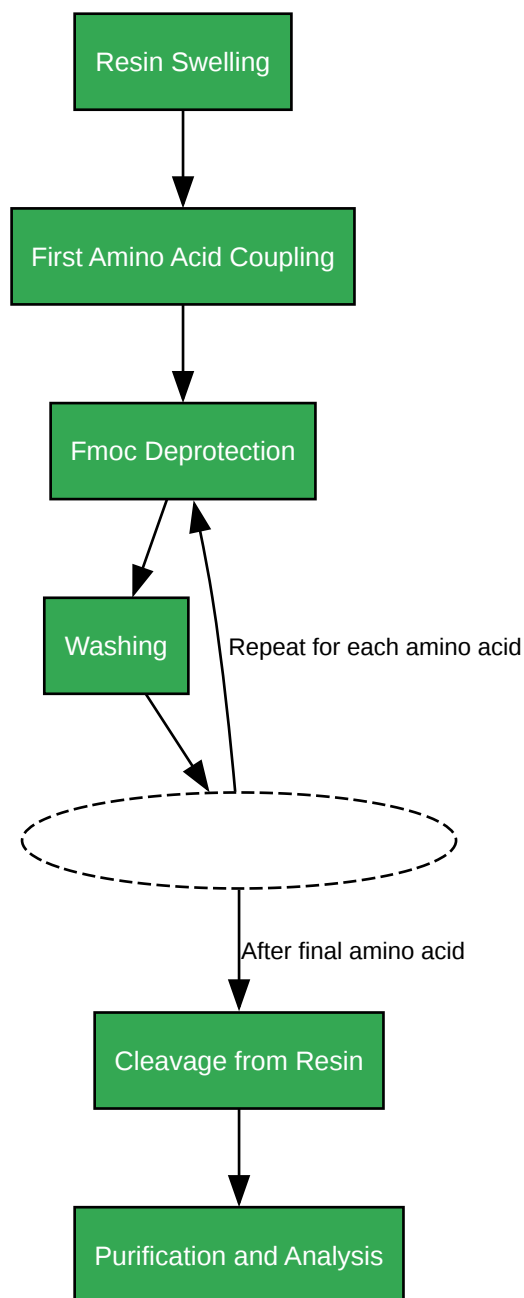 Resin Swelling
First Amino Acid Coupling
Fmoc Deprotection
Washing
Repeat for each amino acid
After final amino acid
Cleavage from Resin
Purification and Analysis